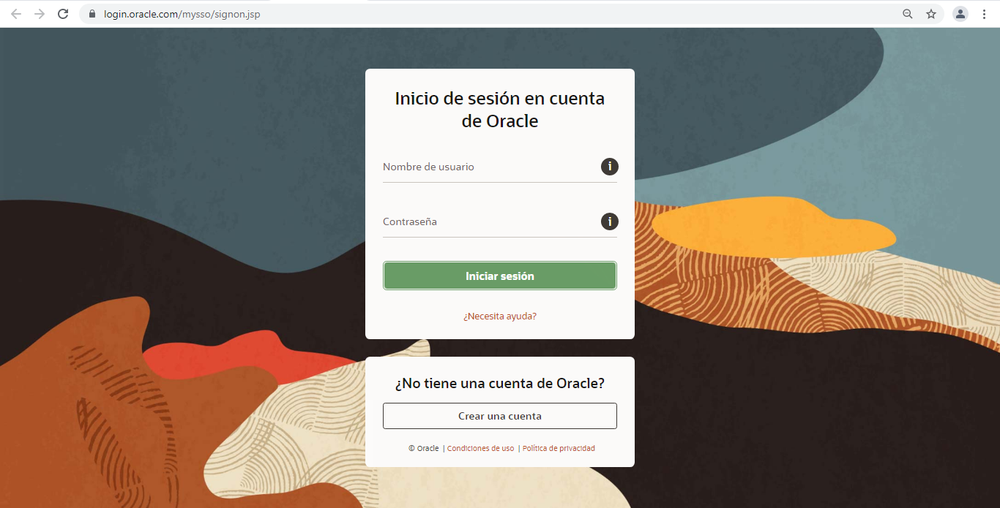 login.oracle.com/mysso/signon.jsp
Inicio de sesión en cuenta
de Oracle
Nombre de usuario
i
Contraseña
i
Iniciar sesión
¿Necesita ayuda?
¿No tiene una cuenta de Oracle?
Crear una cuenta
© Oracle | Condiciones de uso | Política de privacidad